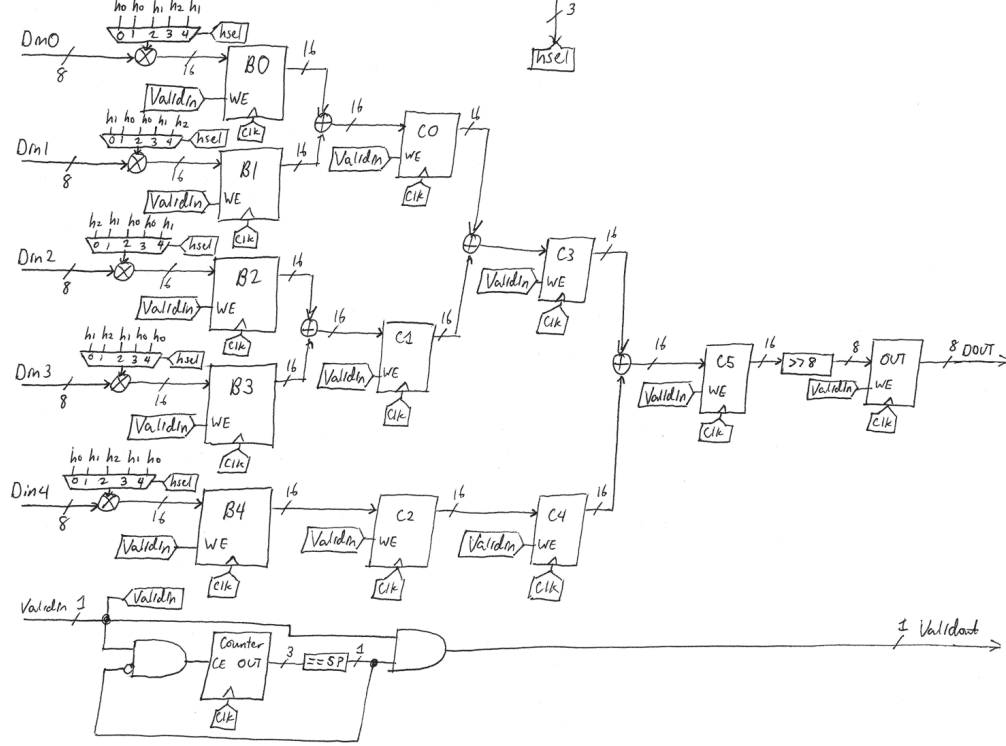 h0 h0 h1 h2 h1
0 1 2 3 4 hsel
3
hsel
Din0
8
16
B0
16
ValidIn WE
Clk
16
C0
16
ValidIn WE
Clk
h1 h0 h0 h1 h2
0 1 2 3 4 hsel
Din1
8
16
B1
16
ValidIn WE
Clk
h2 h1 h0 h0 h1
0 1 2 3 4 hsel
Din2
8
16
B2
16
ValidIn WE
Clk
16
C1
16
ValidIn WE
Clk
C3
16
ValidIn WE
Clk
h1 h2 h1 h0 h0
0 1 2 3 4 hsel
Din3
8
16
B3
16
ValidIn WE
Clk
16
C5
16
>>8
8
OUT
8 DOUT
ValidIn WE
Clk
ValidIn WE
Clk
h0 h1 h2 h1 h0
0 1 2 3 4 hsel
Din4
8
16
B4
16
ValidIn WE
Clk
C2
16
ValidIn WE
Clk
C4
16
ValidIn WE
Clk
ValidIn 1
ValidIn
Counter
CE OUT
3
==5?
1
Clk
1 Validout